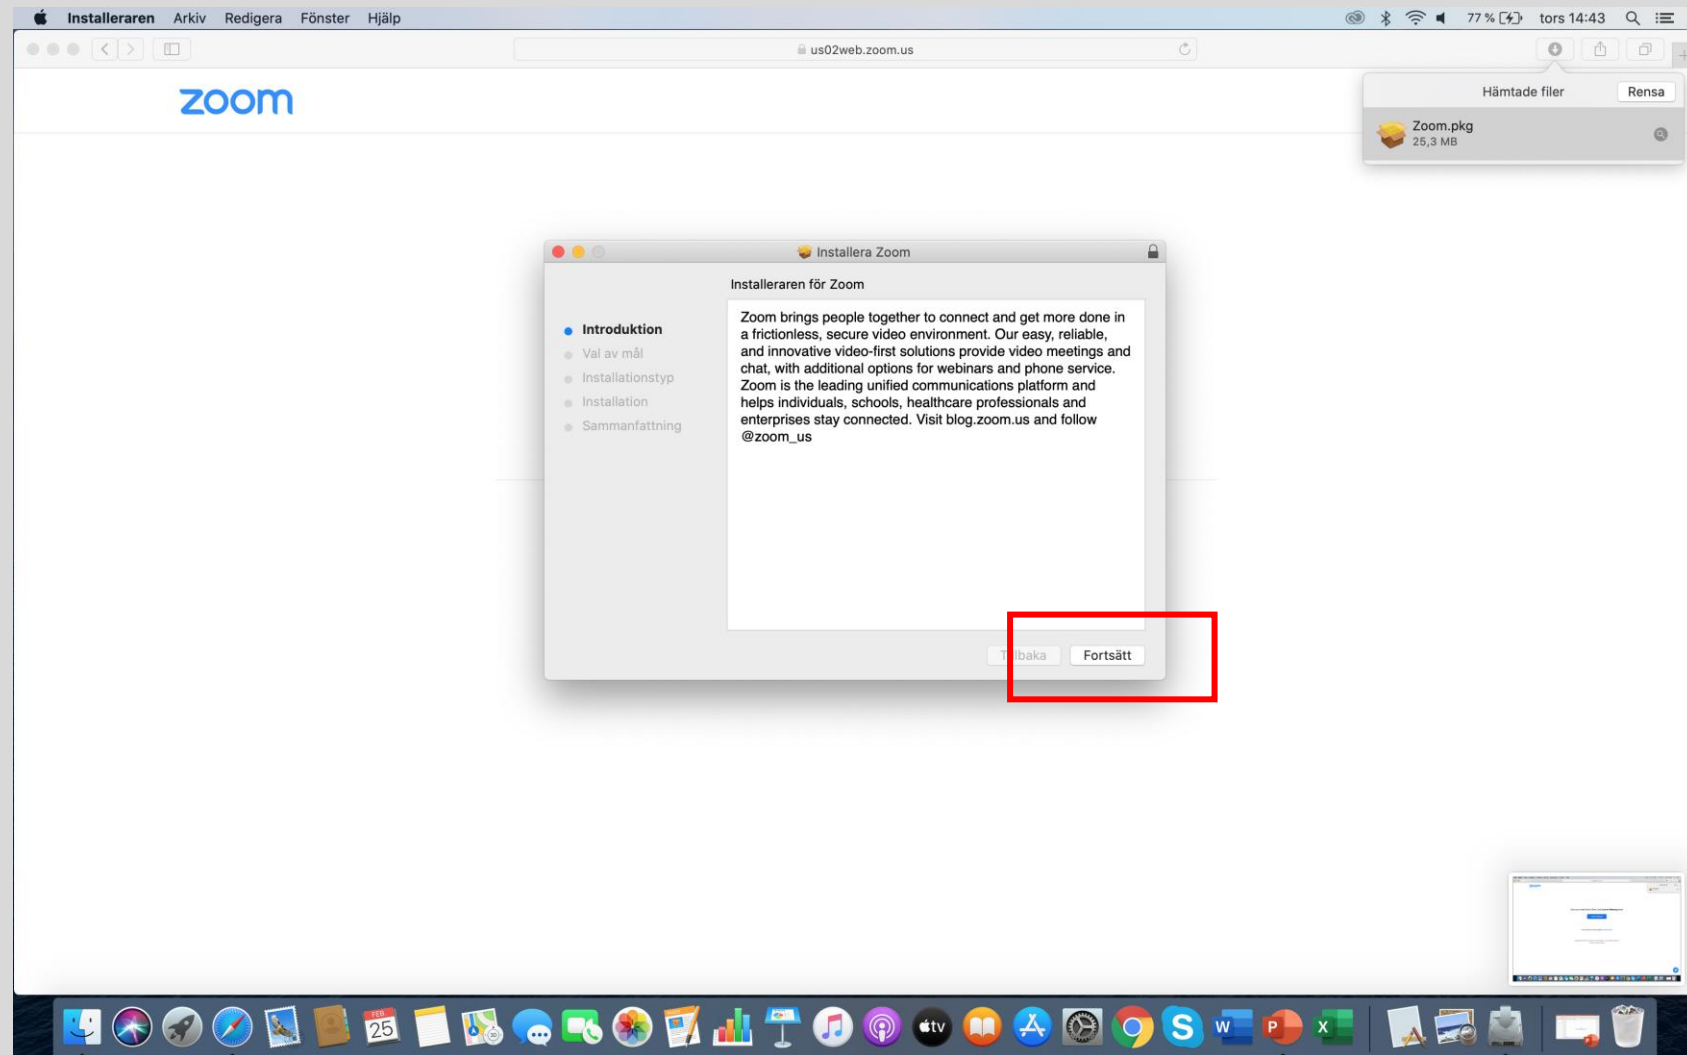 Installeraren Arkiv Redigera Fönster Hjälp
77 % tors 14:43
us02web.zoom.us
zoom
Hämtade filer Rensa
Zoom.pkg
25,3 MB
Installera Zoom
Installeraren för Zoom
Introduktion
Val av mål
Installationstyp
Installation
Sammanfattning
Zoom brings people together to connect and get more done in
a frictionless, secure video environment. Our easy, reliable,
and innovative video-first solutions provide video meetings and
chat, with additional options for webinars and phone service.
Zoom is the leading unified communications platform and
helps individuals, schools, healthcare professionals and
enterprises stay connected. Visit blog.zoom.us and follow
@zoom_us
Tillbaka Fortsätt
FEB
25
tv
S W P X